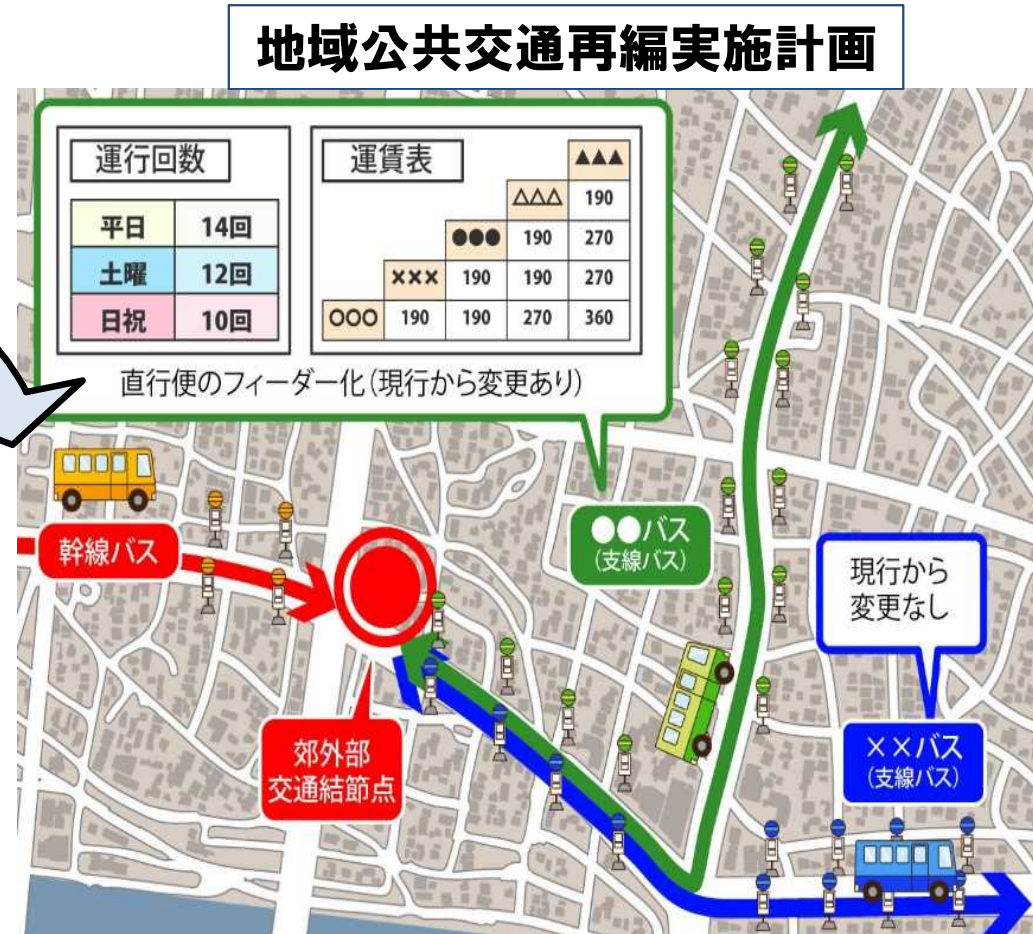 地域公共交通再編実施計画
運行回数
平日 14回
土曜 12回
日祝 10回
運賃表
▲▲▲
△△△ 190
●●● 190 270
××× 190 190 270
○○○ 190 190 270 360
直行便のフィーダー化(現行から変更あり)
幹線バス
●●バス
(支線バス)
現行から
変更なし
郊外部
交通結節点
××バス
(支線バス)